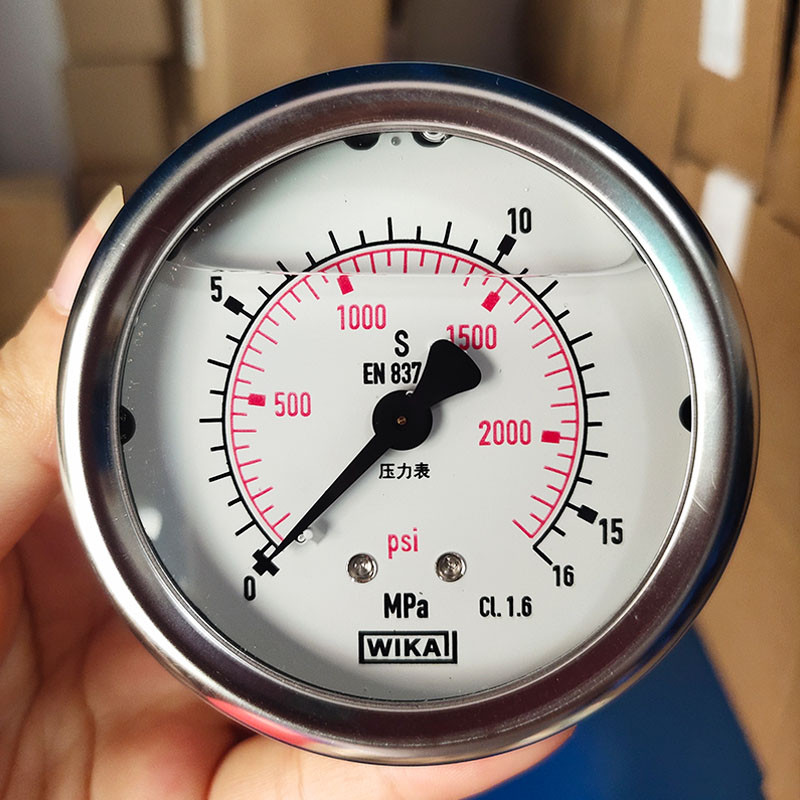 10
5
1000
S
1500
EN 837
500
2000
压力表
15
psi
16
0
MPa
Cl. 1.6
WIKA